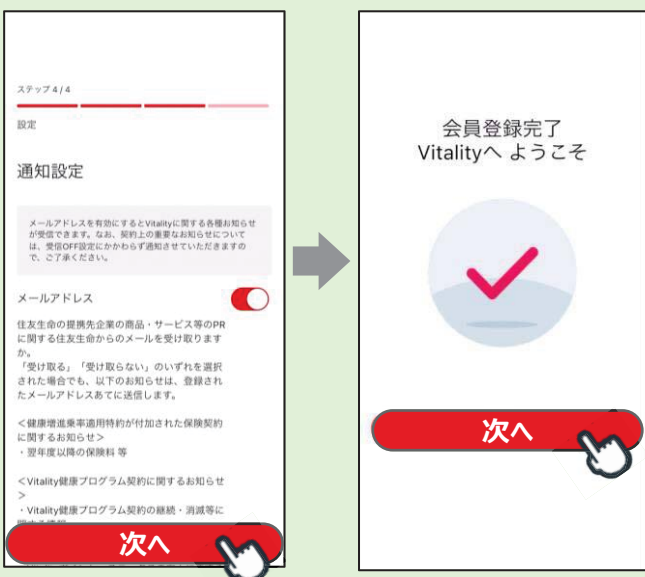 ステップ 4 / 4
設定
通知設定
メールアドレスを有効にするとVitalityに関する各種お知らせ
が受信できます。なお、契約上の重要なお知らせについて
は、受信OFF設定にかかわらず通知させていただきますの
で、ご了承ください。
メールアドレス
住友生命の提携先企業の商品・サービス等のPR
に関する住友生命からのメールを受け取ります
か。
「受け取る」「受け取らない」のいずれを選択
された場合でも、以下のお知らせは、登録され
たメールアドレスあてに送信します。
＜健康増進乗率適用特約が付加された保険契約
に関するお知らせ＞
・翌年度以降の保険料 等
＜Vitality健康プログラム契約に関するお知らせ
＞
・Vitality健康プログラム契約の継続・消滅等に
次へ
会員登録完了
Vitalityへ ようこそ
次へ